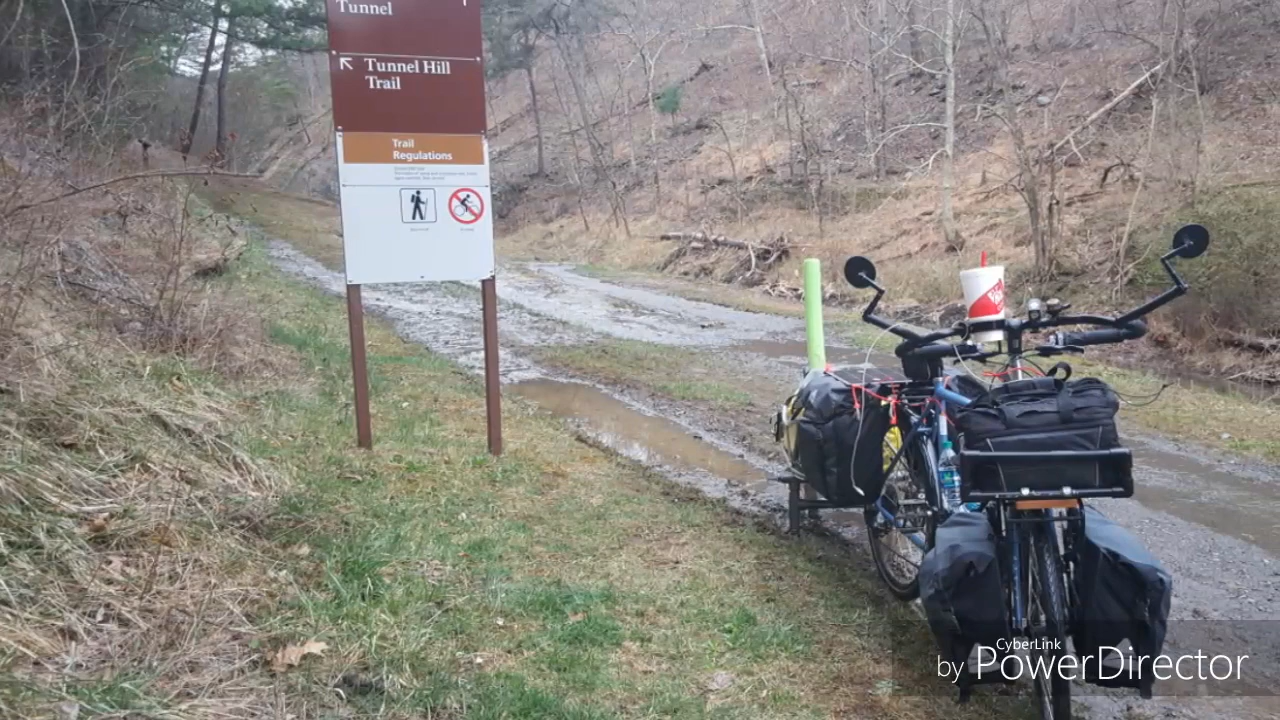 Tunnel
Tunnel Hill
Trail
Trail
Regulations
CyberLink
by PowerDirector